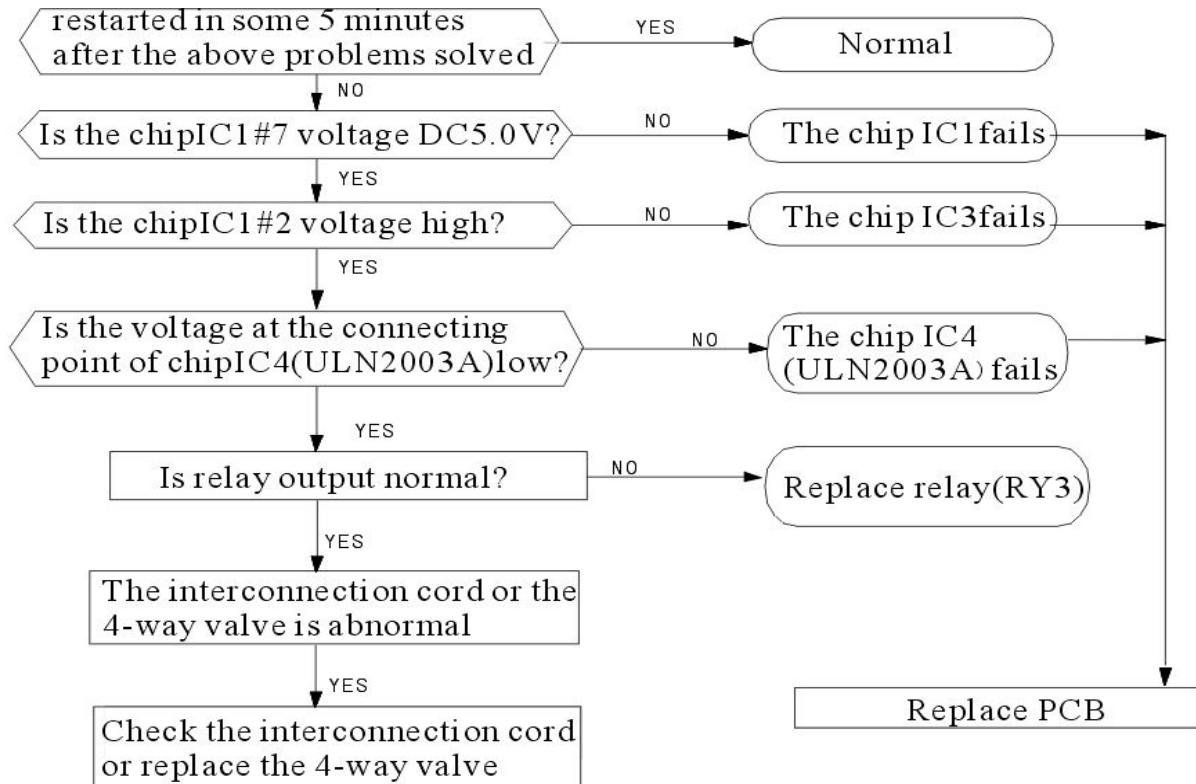 restarted in some 5 minutes
after the above problems solved
YES
Normal
NO
Is the chipIC1#7 voltage DC5.0V?
NO
The chip IC1fails
YES
Is the chipIC1#2 voltage high?
NO
The chip IC3fails
YES
Is the voltage at the connecting
point of chipIC4(ULN2003A)low?
NO
The chip IC4
(ULN2003A) fails
YES
Is relay output normal?
NO
Replace relay(RY3)
YES
The interconnection cord or the
4-way valve is abnormal
YES
Replace PCB
Check the interconnection cord
or replace the 4-way valve